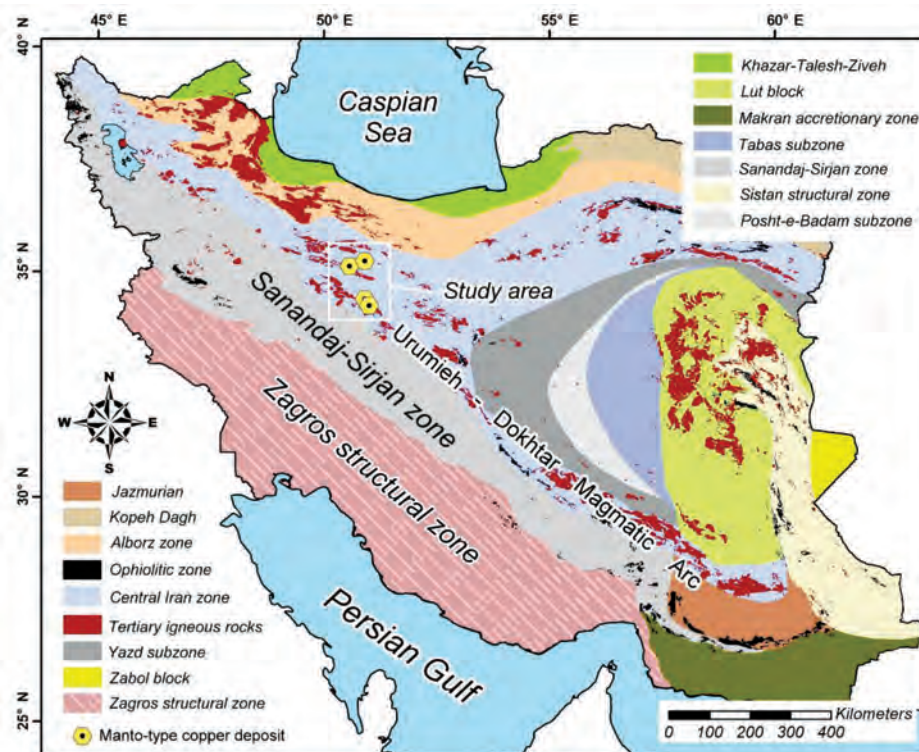 45° E
50° E
55° E
60° E
40° N
35° N
30° N
25° N
Caspian
Sea
Khazar-Talesh-Ziveh
Lut block
Makran accretionary zone
Tabas subzone
Sanandaj-Sirjan zone
Sistan structural zone
Posht-e-Badam subzone
Study area
Sanandaj-Sirjan zone
Urumieh - Dokhtar Magmatic Arc
Zagros structural zone
Persian Gulf
N
W
E
S
Jazmurian
Kopeh Dagh
Alborz zone
Ophiolitic zone
Central Iran zone
Tertiary igneous rocks
Yazd subzone
Zabol block
Zagros structural zone
Manto-type copper deposit
Kilometers
0 100 200 300 400